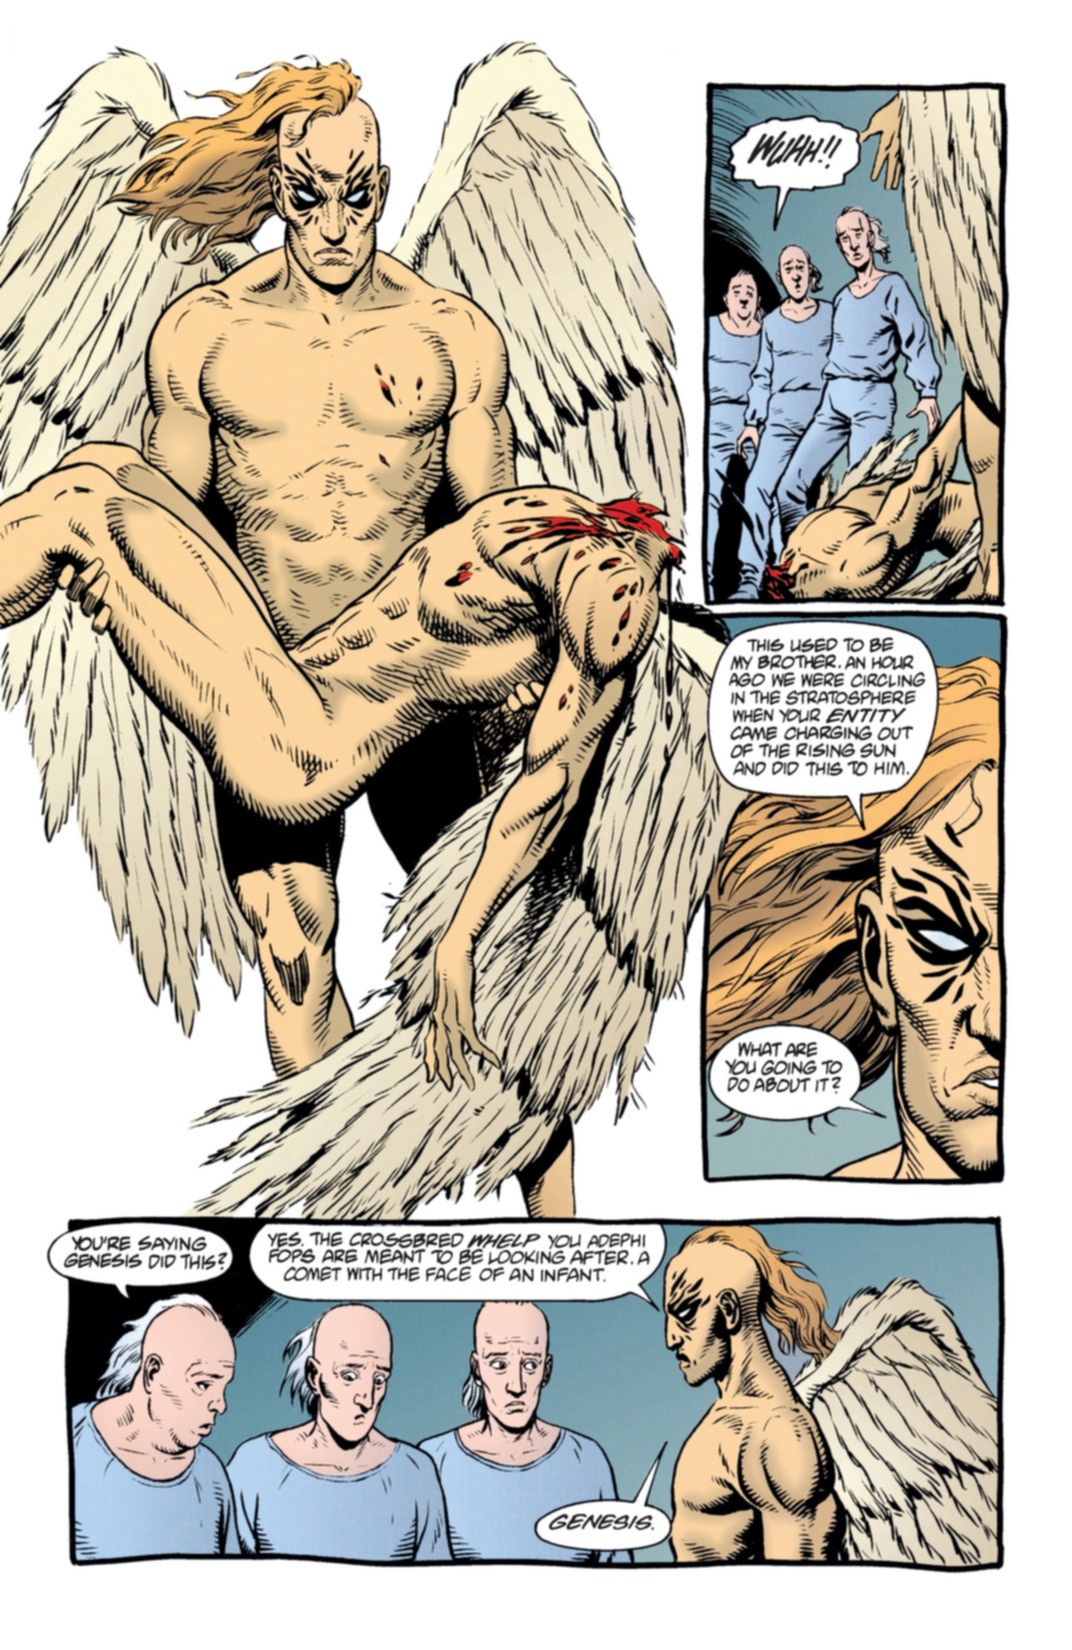 WUHH!!
THIS USED TO BE
MY BROTHER. AN HOUR
AGO WE WERE CIRCLING
IN THE STRATOSPHERE
WHEN YOUR ENTITY
CAME CHARGING OUT
OF THE RISING SUN
AND DID THIS TO HIM.
WHAT ARE
YOU GOING TO
DO ABOUT IT?
YOU'RE SAYING
GENESIS DID THIS?
YES. THE CROSSBRED WHELP YOU ADEPHI
FOPS ARE MEANT TO BE LOOKING AFTER. A
COMET WITH THE FACE OF AN INFANT.
GENESIS.